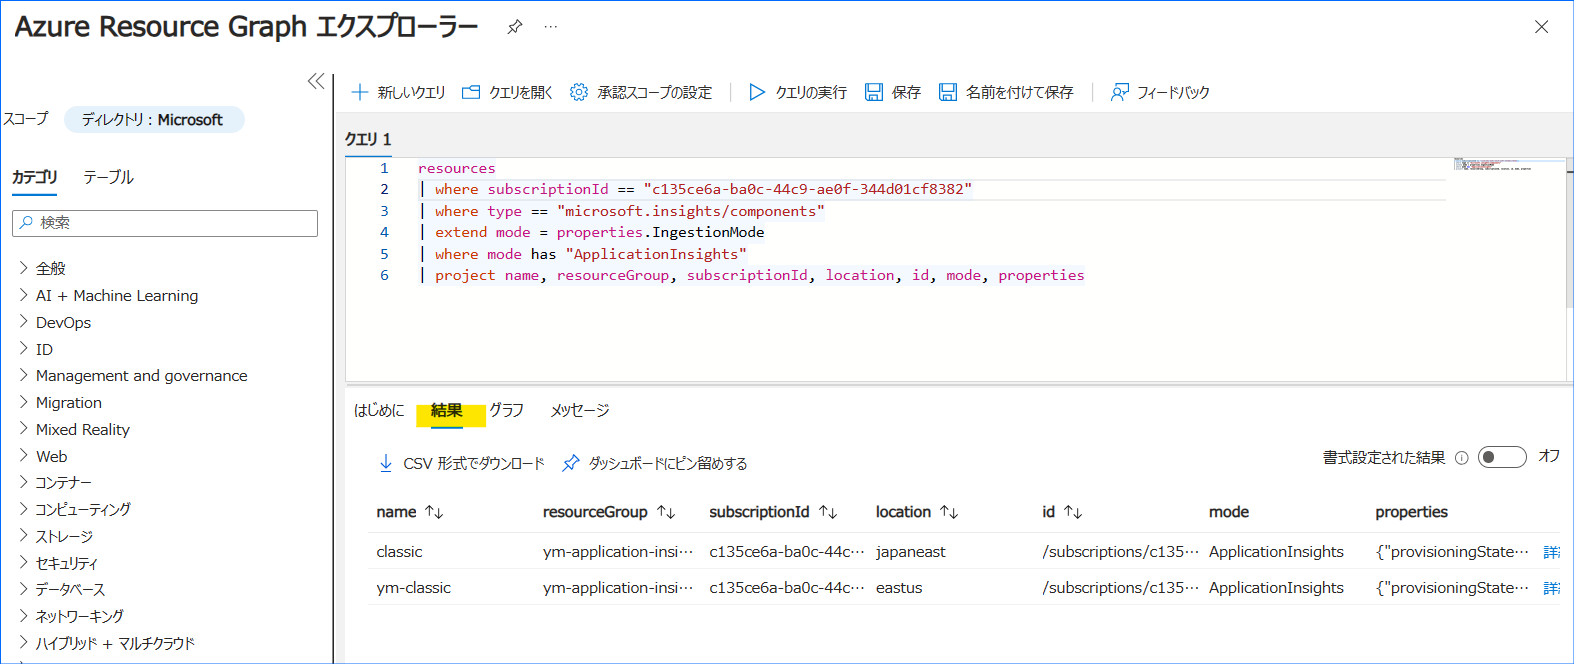 Azure Resource Graph エクスプローラー
スコープ ディレクトリ : Microsoft
カテゴリ テーブル
検索
全般
AI + Machine Learning
DevOps
ID
Management and governance
Migration
Mixed Reality
Web
コンテナー
コンピューティング
ストレージ
セキュリティ
データベース
ネットワーキング
ハイブリッド + マルチクラウド
新しいクエリ クエリを開く 承認スコープの設定 クエリの実行 保存 名前を付けて保存 フィードバック
クエリ 1
1 resources
2 | where subscriptionId == "c135ce6a-ba0c-44c9-ae0f-344d01cf8382"
3 | where type == "microsoft.insights/components"
4 | extend mode = properties.IngestionMode
5 | where mode has "ApplicationInsights"
6 | project name, resourceGroup, subscriptionId, location, id, mode, properties
はじめに 結果 グラフ メッセージ
CSV 形式でダウンロード ダッシュボードにピン留めする 書式設定された結果 オフ
name resourceGroup subscriptionId location id mode properties
classic ym-application-insi··· c135ce6a-ba0c-44c··· japaneast /subscriptions/c135··· ApplicationInsights {"provisioningState··· 詳
ym-classic ym-application-insi··· c135ce6a-ba0c-44c··· eastus /subscriptions/c135··· ApplicationInsights {"provisioningState··· 詳